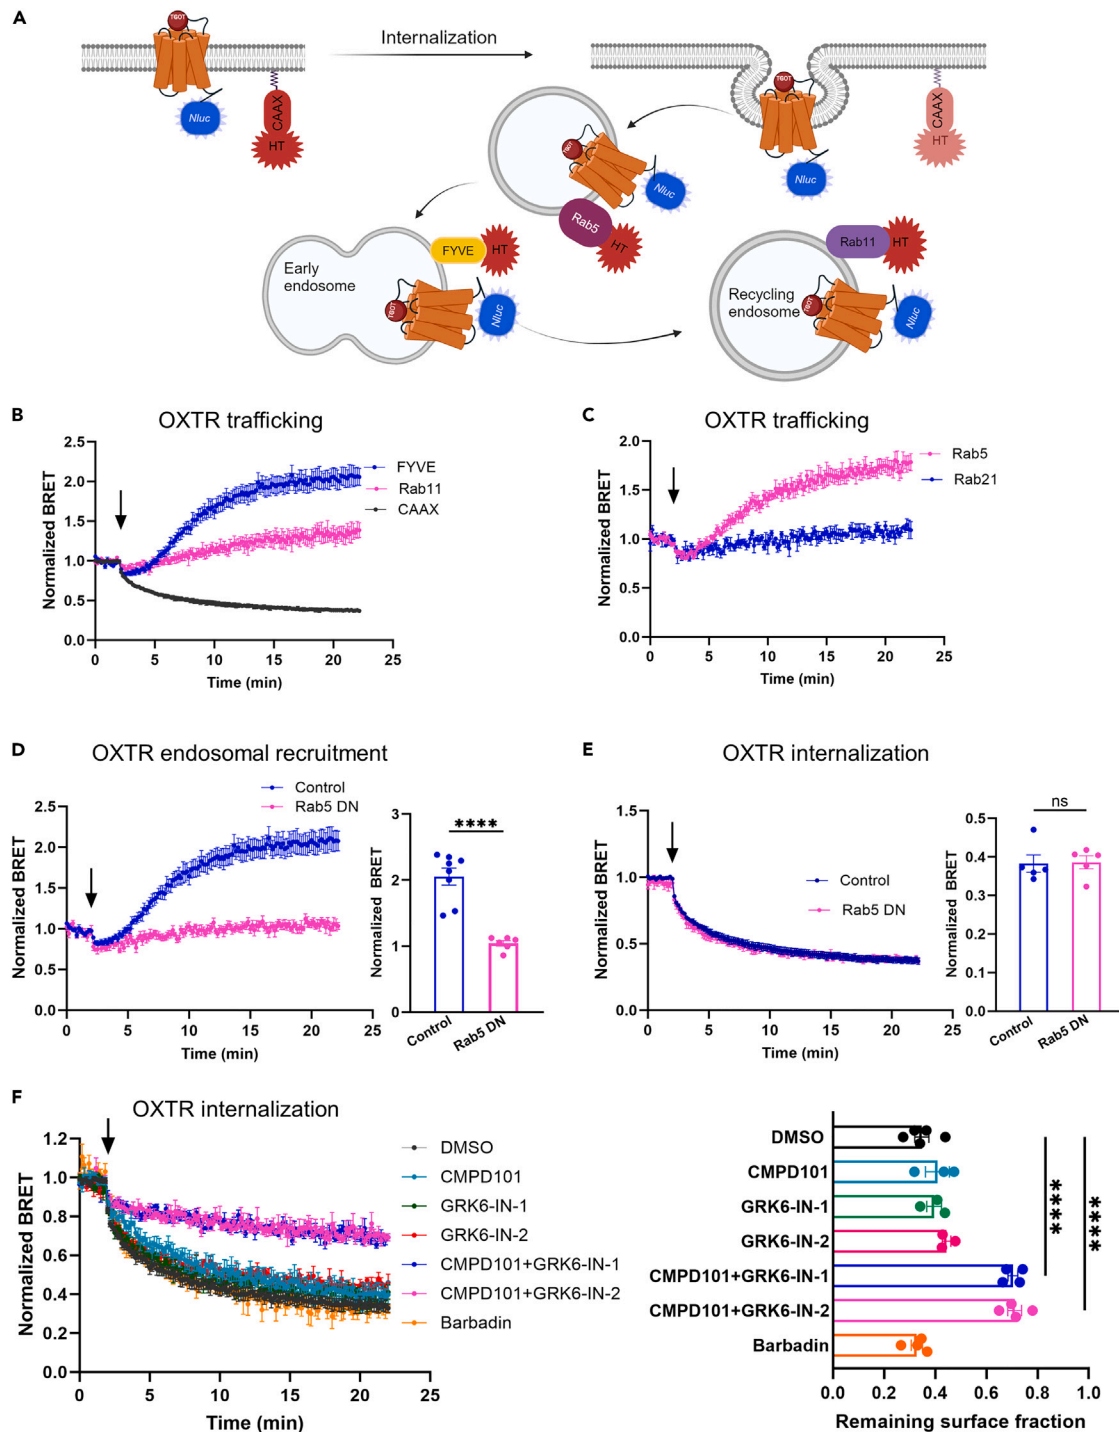 A
TGOT
Nluc
CAAX
HT
Internalization
TGOT
Nluc
CAAX
HT
TGOT
Nluc
Rab5
HT
Early
endosome
FYVE
HT
TGOT
Nluc
Recycling
endosome
Rab11
HT
TGOT
Nluc
B
OXTR trafficking
Normalized BRET
2.5
2.0
1.5
1.0
0.5
0.0
0
5
10
15
20
25
Time (min)
FYVE
Rab11
CAAX
C
OXTR trafficking
Normalized BRET
2.0
1.5
1.0
0.5
0.0
0
5
10
15
20
25
Time (min)
Rab5
Rab21
D
OXTR endosomal recruitment
Control
Rab5 DN
Normalized BRET
2.5
2.0
1.5
1.0
0.5
0.0
0
5
10
15
20
25
Time (min)
Normalized BRET
3
2
1
0
****
Control
Rab5 DN
E
OXTR internalization
Normalized BRET
1.5
1.0
0.5
0.0
0
5
10
15
20
25
Time (min)
Control
Rab5 DN
Normalized BRET
0.5
0.4
0.3
0.2
0.1
0.0
ns
Control
Rab5 DN
F
OXTR internalization
Normalized BRET
1.2
1.0
0.8
0.6
0.4
0.2
0.0
0
5
10
15
20
25
Time (min)
DMSO
CMPD101
GRK6-IN-1
GRK6-IN-2
CMPD101+GRK6-IN-1
CMPD101+GRK6-IN-2
Barbadin
DMSO
CMPD101
GRK6-IN-1
GRK6-IN-2
CMPD101+GRK6-IN-1
CMPD101+GRK6-IN-2
Barbadin
****
****
0.0
0.2
0.4
0.6
0.8
1.0
Remaining surface fraction